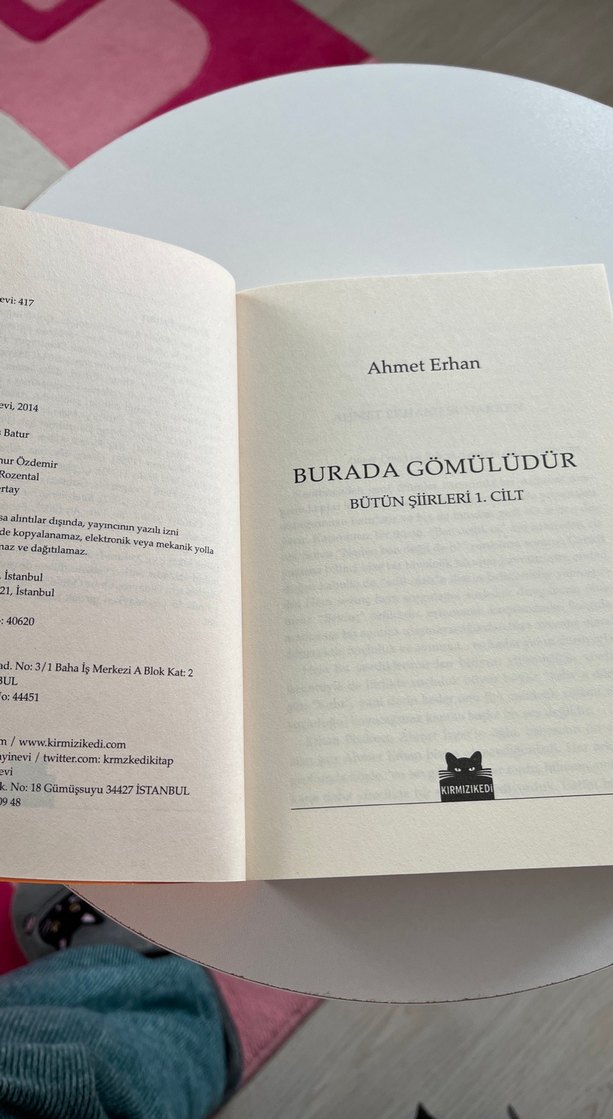 evi: 417
evi, 2014
Batur
nur Özdemir
Rozental
ertay
sa alıntılar dışında, yayıncının yazılı izni
de kopyalanamaz, elektronik veya mekanik yolla
maz ve dağıtılamaz.
, İstanbul
21, İstanbul
: 40620
ad. No: 3/1 Baha İş Merkezi A Blok Kat: 2
BUL
No: 44451
m / www.kirmizikedi.com
ayinevi / twitter.com: krmzkedikitap
evi
k. No: 18 Gümüşsuyu 34427 İSTANBUL
09 48
Ahmet Erhan
BURADA GÖMÜLÜDÜR
BÜTÜN ŞİİRLERİ 1. CİLT
KIRMIZIKEDİ